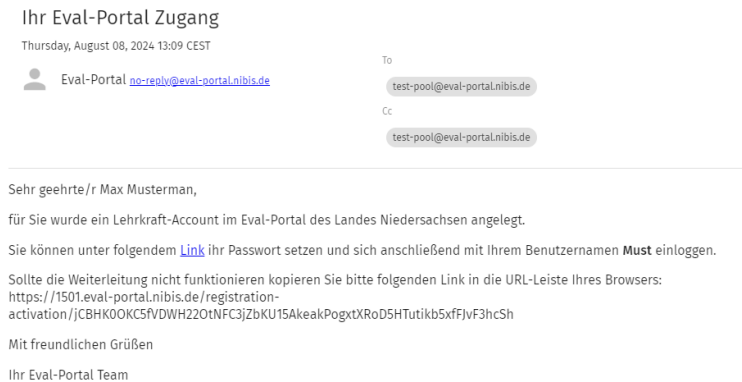 Ihr Eval-Portal Zugang
Thursday, August 08, 2024 13:09 CEST
Eval-Portal no-reply@eval-portal.nibis.de
To
test-pool@eval-portal.nibis.de
Cc
test-pool@eval-portal.nibis.de
Sehr geehrte/r Max Musterman,
für Sie wurde ein Lehrkraft-Account im Eval-Portal des Landes Niedersachsen angelegt.
Sie können unter folgendem Link ihr Passwort setzen und sich anschließend mit Ihrem Benutzernamen Must einloggen.
Sollte die Weiterleitung nicht funktionieren kopieren Sie bitte folgenden Link in die URL-Leiste Ihres Browsers:
https://1501.eval-portal.nibis.de/registration-
activation/jCBHK0OKC5fVDWH22OtNFC3jZbKU15AkeakPogxtXRoD5HTutikb5xfFJvF3hcSh
Mit freundlichen Grüßen
Ihr Eval-Portal Team